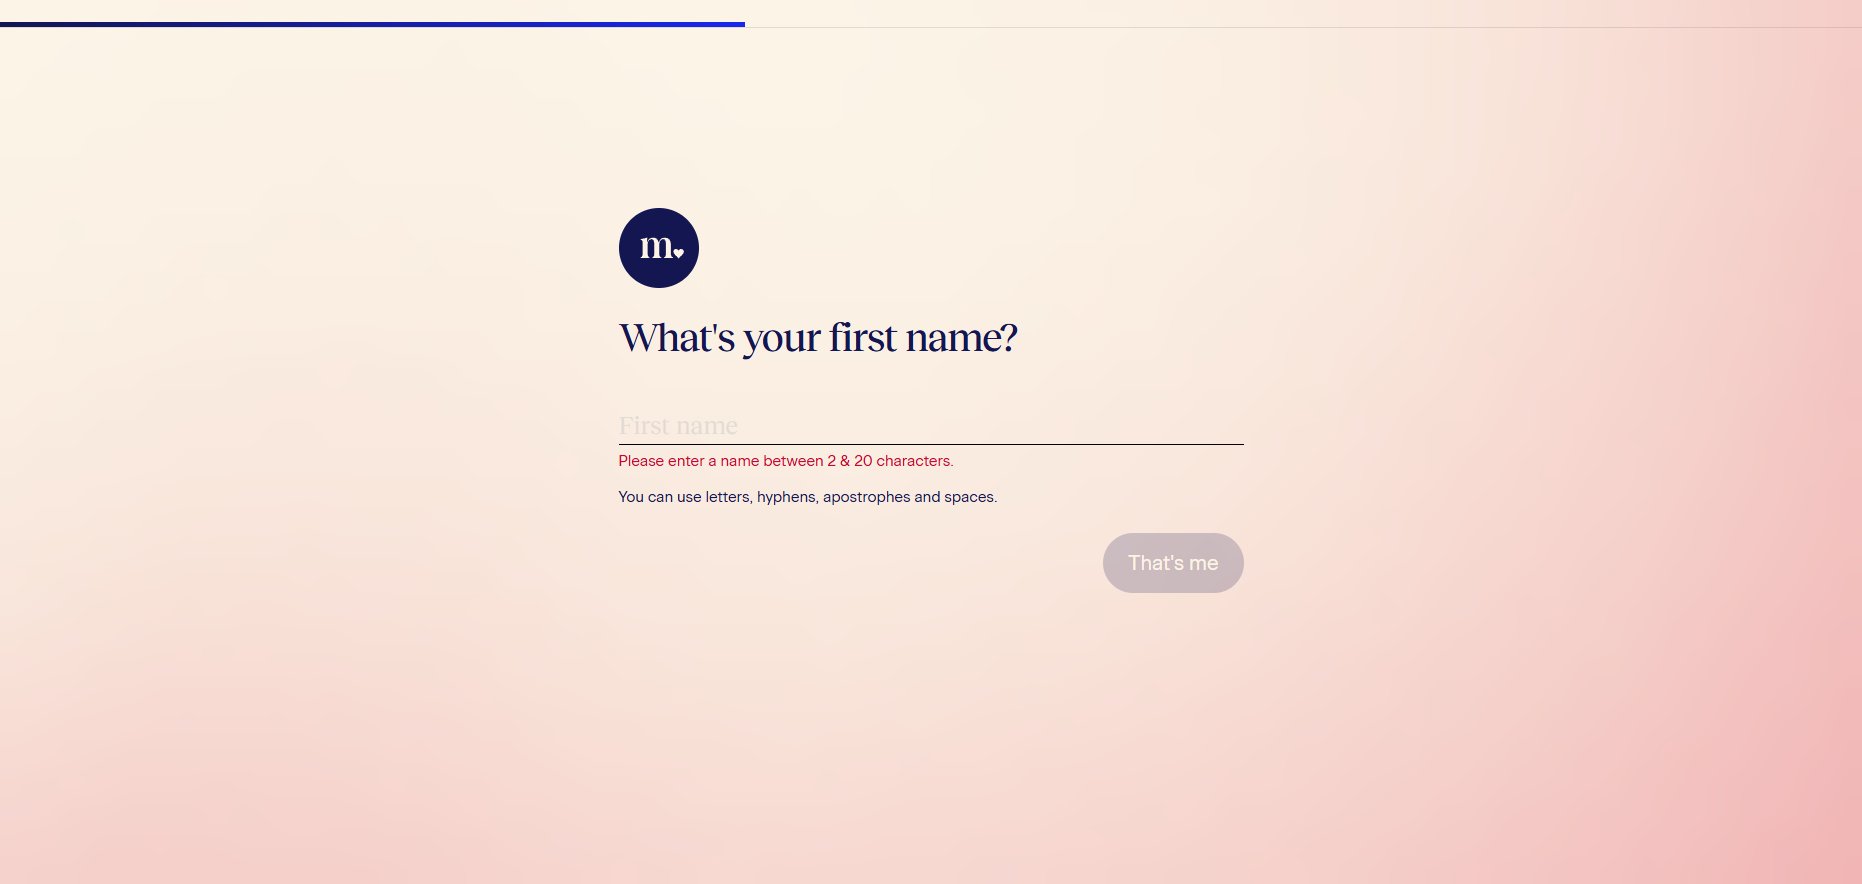 m
What's your first name?
First name
Please enter a name between 2 & 20 characters.
You can use letters, hyphens, apostrophes and spaces.
That's me